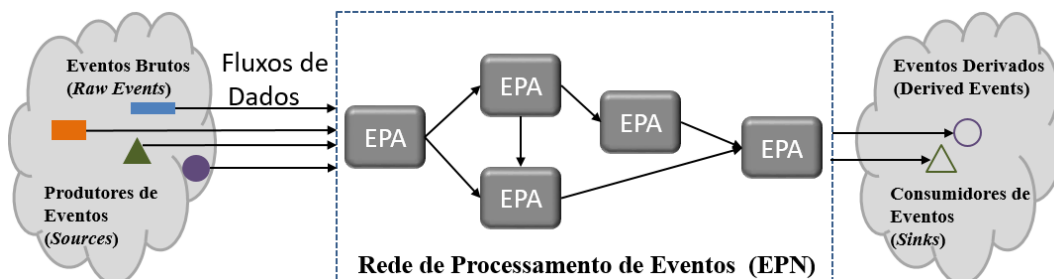 Eventos Brutos
(Raw Events)
Produtores de
Eventos
(Sources)
Fluxos de
Dados
EPA
EPA
EPA
EPA
EPA
Rede de Processamento de Eventos (EPN)
Eventos Derivados
(Derived Events)
Consumidores de
Eventos
(Sinks)